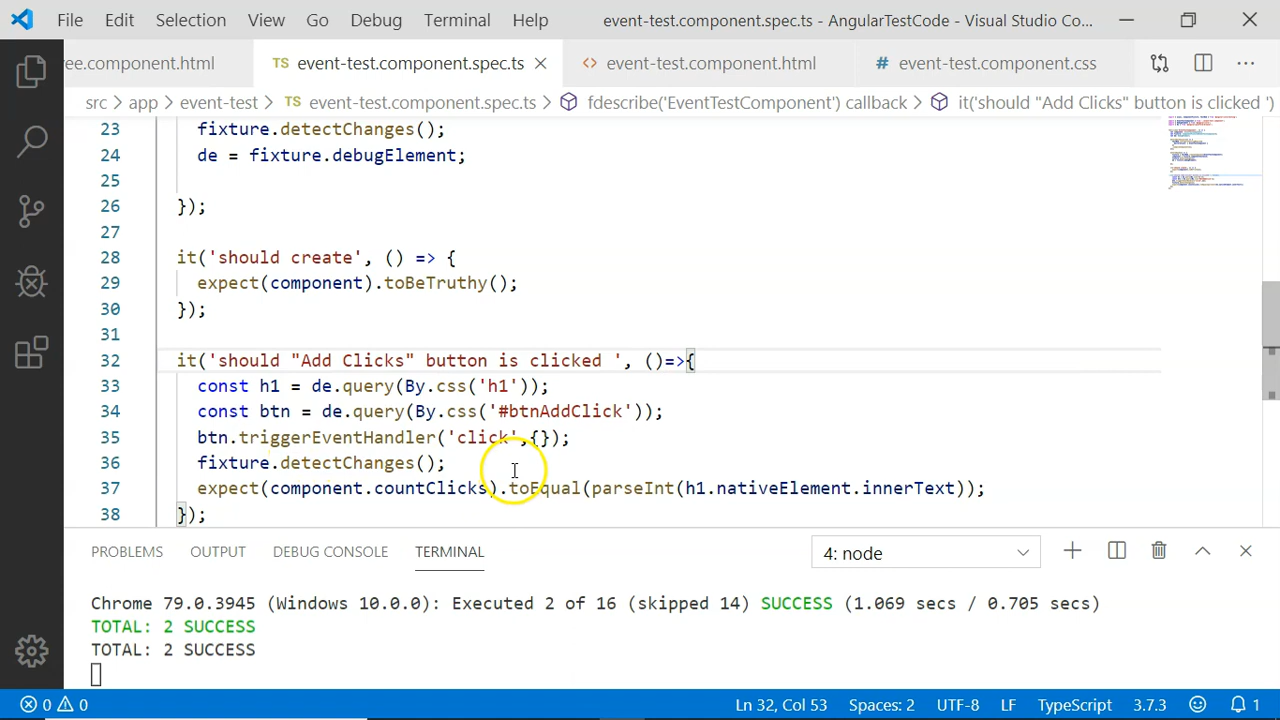 File Edit Selection View Go Debug Terminal Help event-test.component.spec.ts - AngularTestCode - Visual Studio Co...
ee.component.html TS event-test.component.spec.ts <> event-test.component.html # event-test.component.css ...
src > app > event-test > TS event-test.component.spec.ts > fdescribe('EventTestComponent') callback > it('should "Add Clicks" button is clicked ')
23 fixture.detectChanges();
24 de = fixture.debugElement;
25
26 });
27
28 it('should create', () => {
29 expect(component).toBeTruthy();
30 });
31
32 it('should "Add Clicks" button is clicked ', ()=>{
33 const h1 = de.query(By.css('h1'));
34 const btn = de.query(By.css('#btnAddClick'));
35 btn.triggerEventHandler('click',{});
36 fixture.detectChanges();
37 expect(component.countClicks).toEqual(parseInt(h1.nativeElement.innerText));
38 });
PROBLEMS OUTPUT DEBUG CONSOLE TERMINAL 4: node
Chrome 79.0.3945 (Windows 10.0.0): Executed 2 of 16 (skipped 14) SUCCESS (1.069 secs / 0.705 secs)
TOTAL: 2 SUCCESS
TOTAL: 2 SUCCESS
0 0 Ln 32, Col 53 Spaces: 2 UTF-8 LF TypeScript 3.7.3 1